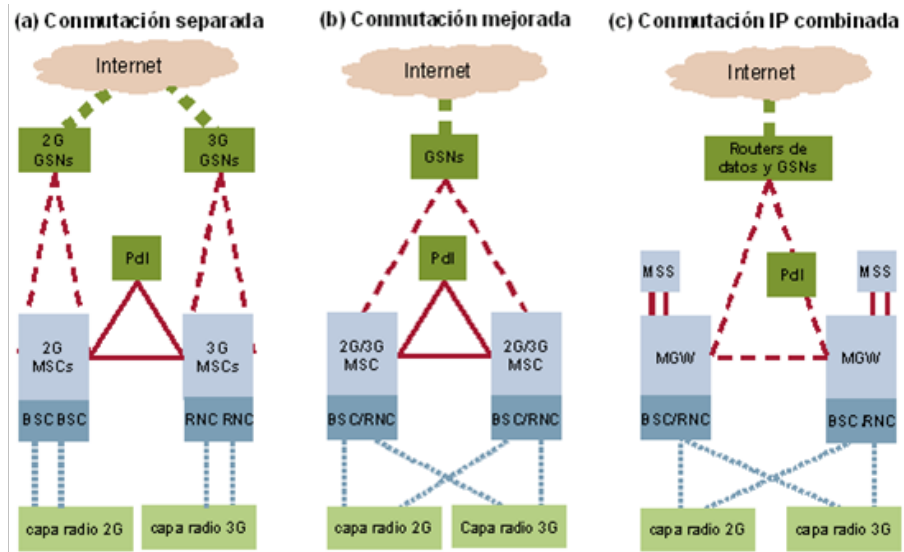 (a) Conmutación separada
Internet
2G
GSNs
3G
GSNs
PdI
2G
MSCs
3G
MSCs
BSC BSC
RNC RNC
capa radio 2G
capa radio 3G
(b) Conmutación mejorada
Internet
GSNs
PdI
2G/3G
MSC
2G/3G
MSC
BSC/RNC
BSC/RNC
capa radio 2G
Capa radio 3G
(c) Conmutación IP combinada
Internet
Routers de
datos y GSNs
MSS
PdI
MSS
MGW
MGW
BSC/RNC
BSC/RNC
capa radio 2G
capa radio 3G